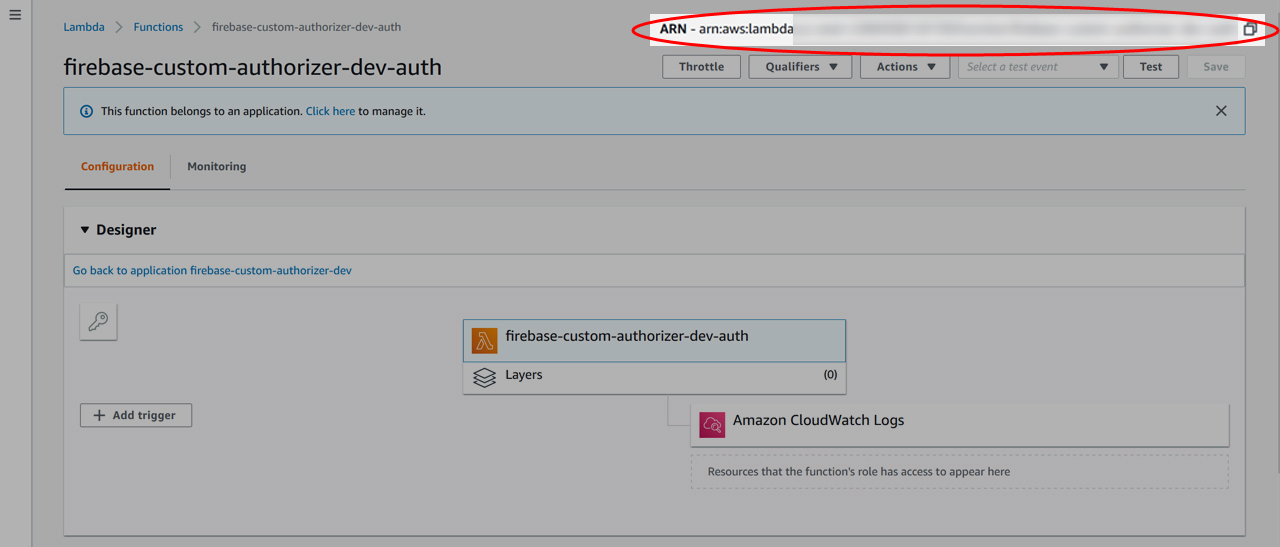 Lambda Functions firebase-custom-authorizer-dev-auth
ARN - arn:aws:lambda
firebase-custom-authorizer-dev-auth
Throttle Qualifiers Actions Select a test event Test Save
This function belongs to an application. Click here to manage it.
Configuration Monitoring
Designer
Go back to application firebase-custom-authorizer-dev
firebase-custom-authorizer-dev-auth
Layers (0)
Add trigger
Amazon CloudWatch Logs
Resources that the function's role has access to appear here